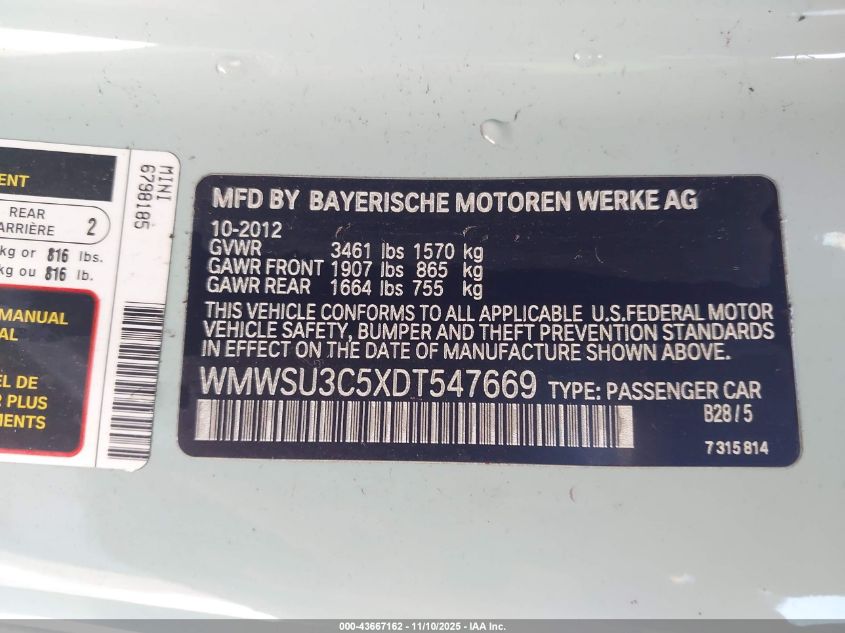 ENT
REAR
ARRIÈRE
2
kg or 816 lbs.
kg ou 816 lb.
MANUAL
AL
EL DE
R PLUS
EMENTS
MINI
6798185
MFD BY BAYERISCHE MOTOREN WERKE AG
10-2012
GVWR 3461 lbs 1570 kg
GAWR FRONT 1907 lbs 865 kg
GAWR REAR 1664 lbs 755 kg
THIS VEHICLE CONFORMS TO ALL APPLICABLE U.S.FEDERAL MOTOR
VEHICLE SAFETY, BUMPER AND THEFT PREVENTION STANDARDS
IN EFFECT ON THE DATE OF MANUFACTURE SHOWN ABOVE.
WMWSU3C5XDT547669 TYPE: PASSENGER CAR
B28/5
7315814
000-43667162 - 11/10/2025 - IAA Inc.